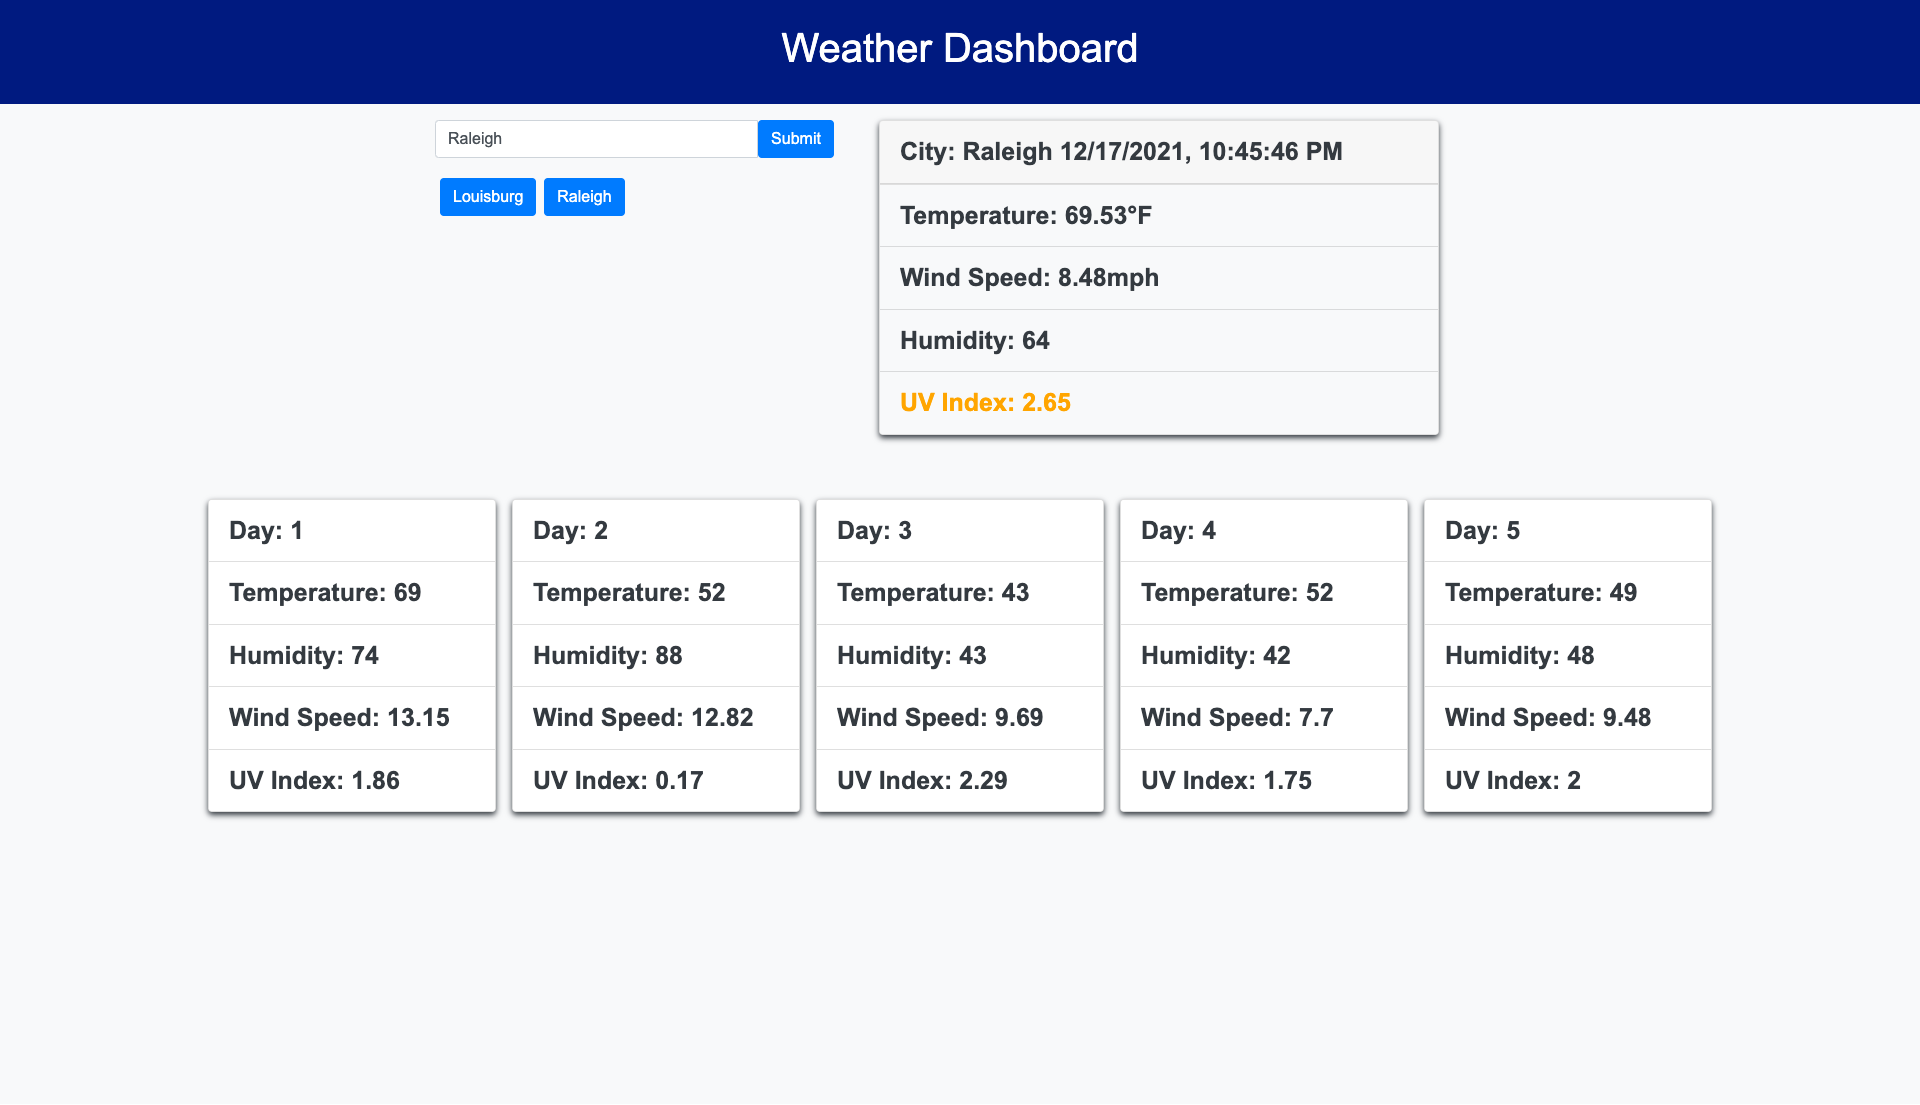 Weather Dashboard
Raleigh
Submit
Louisburg
Raleigh
City: Raleigh 12/17/2021, 10:45:46 PM
Temperature: 69.53°F
Wind Speed: 8.48mph
Humidity: 64
UV Index: 2.65
Day: 1
Temperature: 69
Humidity: 74
Wind Speed: 13.15
UV Index: 1.86
Day: 2
Temperature: 52
Humidity: 88
Wind Speed: 12.82
UV Index: 0.17
Day: 3
Temperature: 43
Humidity: 43
Wind Speed: 9.69
UV Index: 2.29
Day: 4
Temperature: 52
Humidity: 42
Wind Speed: 7.7
UV Index: 1.75
Day: 5
Temperature: 49
Humidity: 48
Wind Speed: 9.48
UV Index: 2